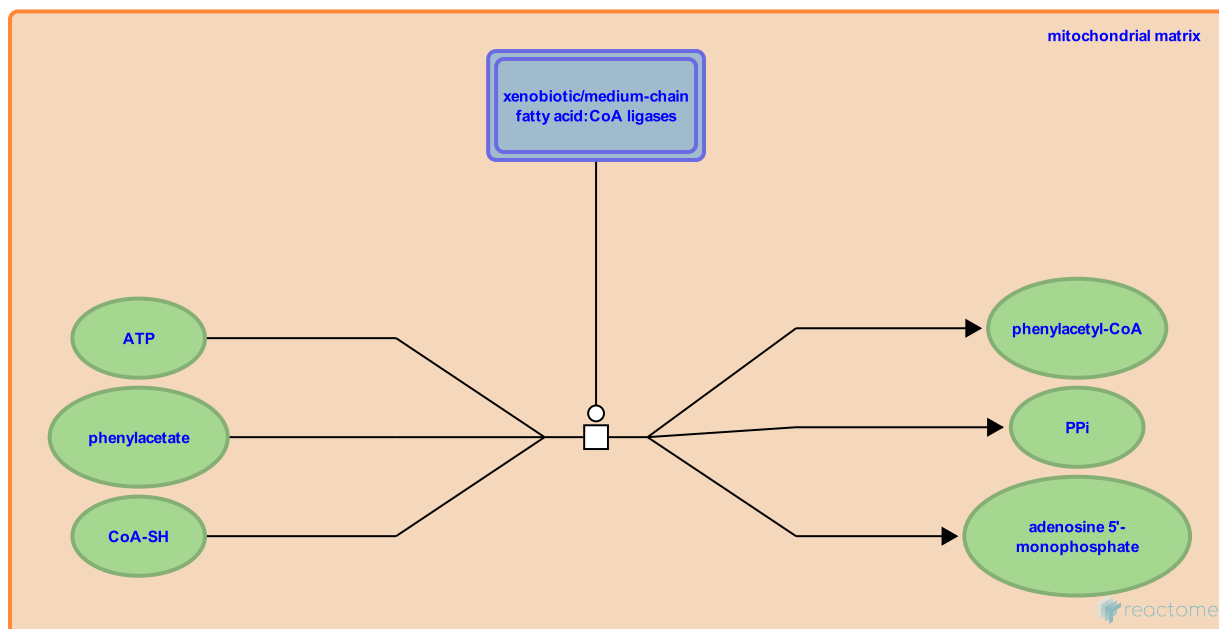 mitochondrial matrix
xenobiotic/medium-chain
fatty acid:CoA ligases
ATP
phenylacetate
CoA-SH
phenylacetyl-CoA
PPi
adenosine 5'-
monophosphate
reactome